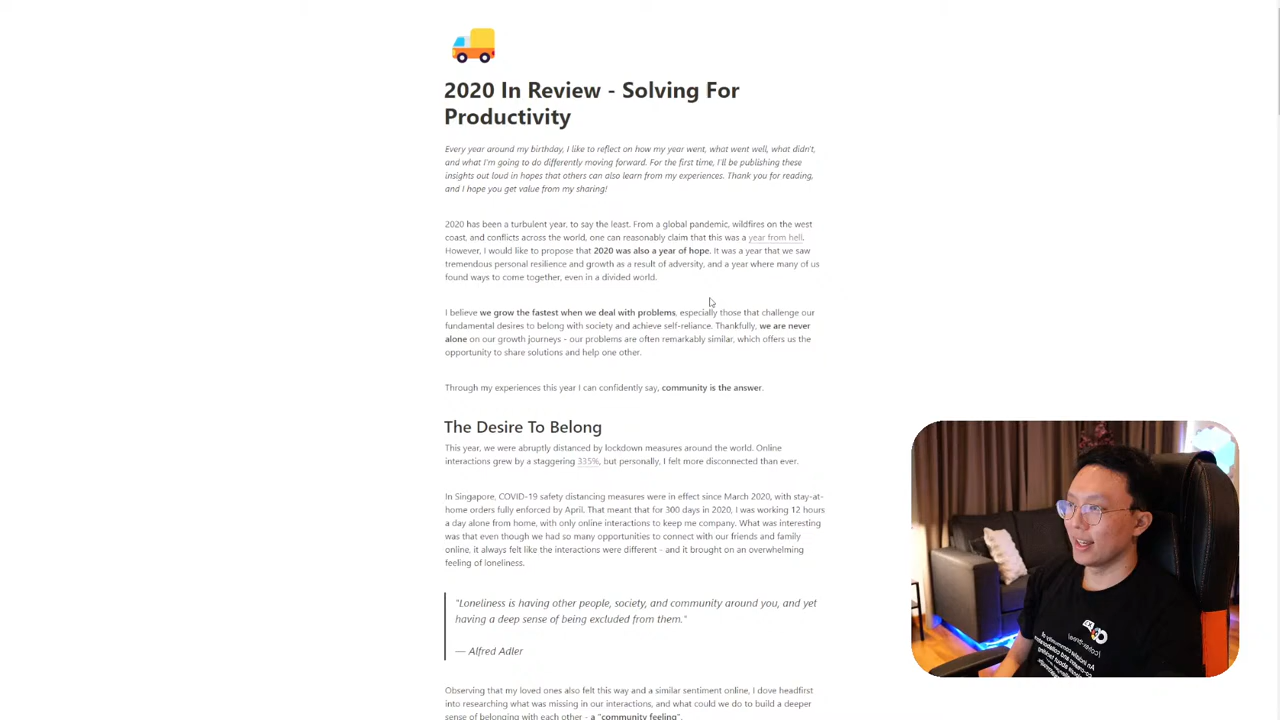 2020 In Review - Solving For
Productivity
Every year around my birthday, I like to reflect on how my year went, what went well, what didn't,
and what I'm going to do differently moving forward. For the first time, I'll be publishing these
insights out loud in hopes that others can also learn from my experiences. Thank you for reading,
and I hope you get value from my sharing!
2020 has been a turbulent year, to say the least. From a global pandemic, wildfires on the west
coast, and conflicts across the world, one can reasonably claim that this was a year from hell.
However, I would like to propose that 2020 was also a year of hope. It was a year that we saw
tremendous personal resilience and growth as a result of adversity, and a year where many of us
found ways to come together, even in a divided world.
I believe we grow the fastest when we deal with problems, especially those that challenge our
fundamental desires to belong with society and achieve self-reliance. Thankfully, we are never
alone on our growth journeys - our problems are often remarkably similar, which offers us the
opportunity to share solutions and help one other.
Through my experiences this year I can confidently say, community is the answer.
The Desire To Belong
This year, we were abruptly distanced by lockdown measures around the world. Online
interactions grew by a staggering 335%, but personally, I felt more disconnected than ever.
In Singapore, COVID-19 safety distancing measures were in effect since March 2020, with stay-at-
home orders fully enforced by April. That meant that for 300 days in 2020, I was working 12 hours
a day alone from home, with only online interactions to keep me company. What was interesting
was that even though we had so many opportunities to connect with our friends and family
online, it always felt like the interactions were different - and it brought on an overwhelming
feeling of loneliness.
"Loneliness is having other people, society, and community around you, and yet
having a deep sense of being excluded from them."
— Alfred Adler
Observing that my loved ones also felt this way and a similar sentiment online, I dove headfirst
into researching what was missing in our interactions, and what could we do to build a deeper
sense of belonging with each other - a "community feeling".